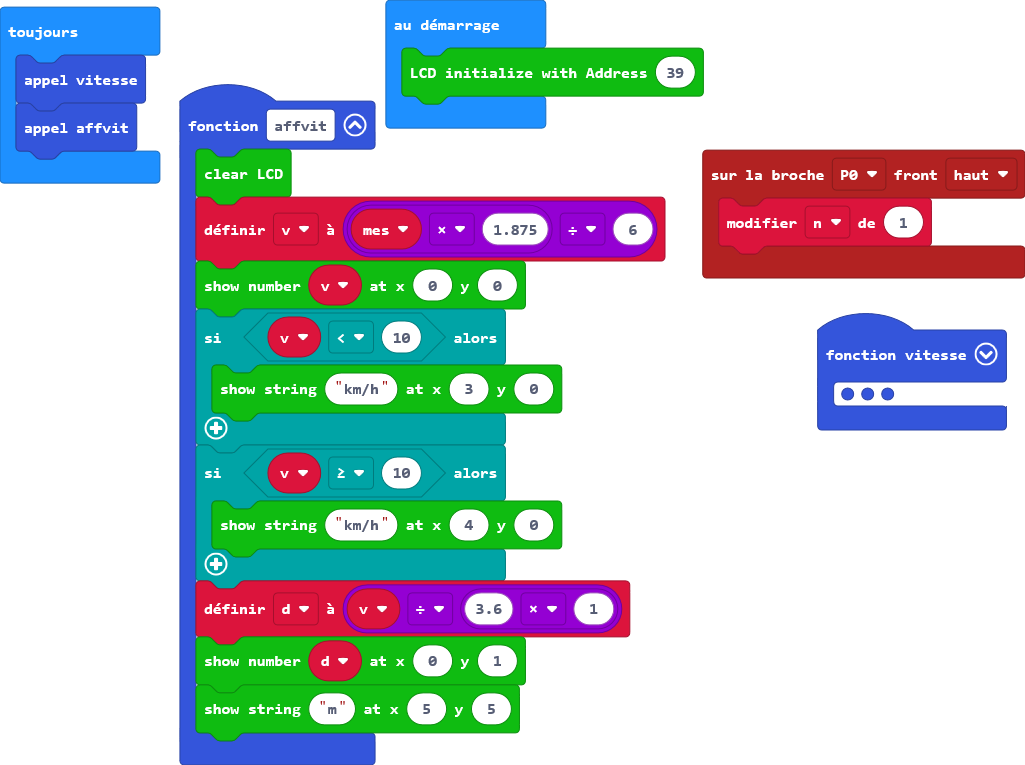 toujours
appel vitesse
appel affvit
au démarrage
LCD initialize with Address 39
fonction affvit
clear LCD
définir v à mes × 1.875 ÷ 6
show number v at x 0 y 0
si v < 10 alors
show string "km/h" at x 3 y 0
si v ≥ 10 alors
show string "km/h" at x 4 y 0
définir d à v ÷ 3.6 × 1
show number d at x 0 y 1
show string "m" at x 5 y 5
sur la broche P0 front haut
modifier n de 1
fonction vitesse